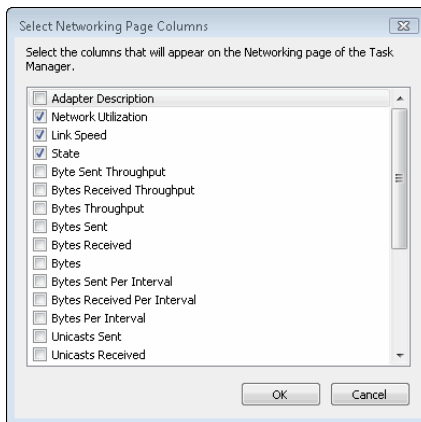 Select Networking Page Columns
Select the columns that will appear on the Networking page of the Task
Manager.
Adapter Description
Network Utilization
Link Speed
State
Byte Sent Throughput
Bytes Received Throughput
Bytes Throughput
Bytes Sent
Bytes Received
Bytes
Bytes Sent Per Interval
Bytes Received Per Interval
Bytes Per Interval
Unicasts Sent
Unicasts Received
OK Cancel